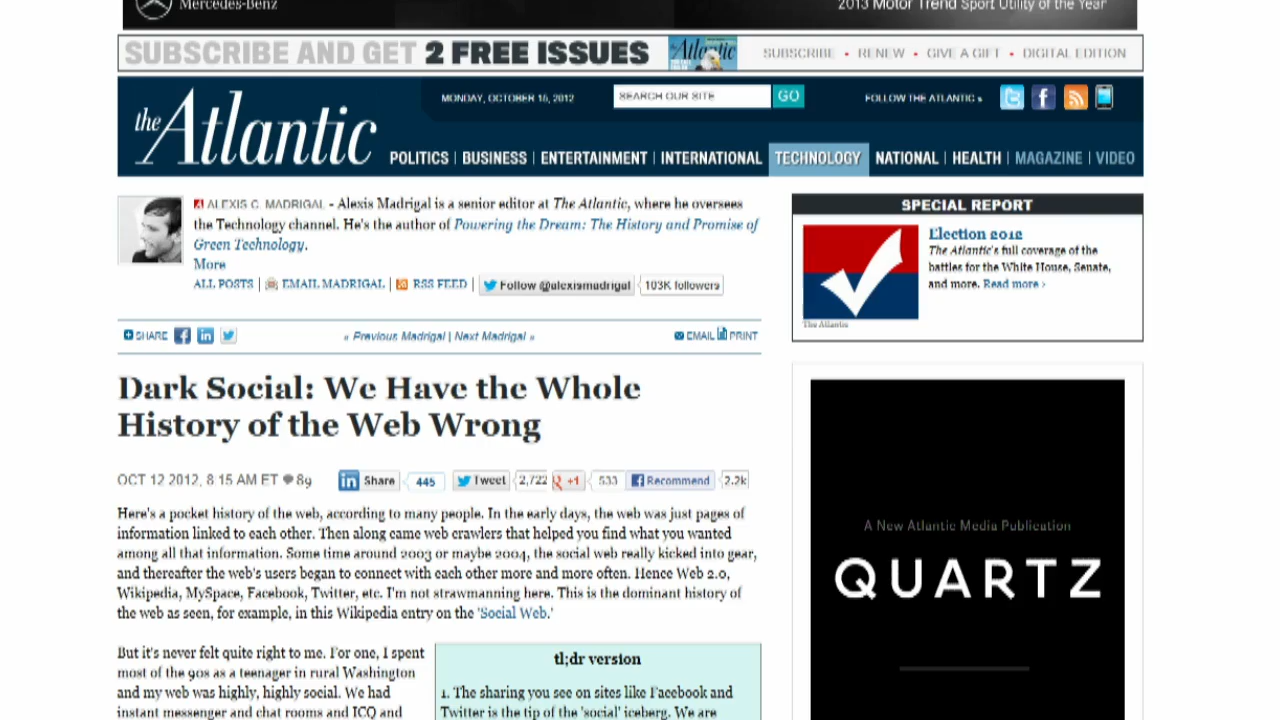 Mercedes-Benz
2013 Motor Trend Sport Utility of the Year
SUBSCRIBE AND GET 2 FREE ISSUES
the Atlantic
SUBSCRIBE • RENEW • GIVE A GIFT • DIGITAL EDITION
MONDAY, OCTOBER 15, 2012
SEARCH OUR SITE
GO
FOLLOW THE ATLANTIC »
the Atlantic
POLITICS | BUSINESS | ENTERTAINMENT | INTERNATIONAL TECHNOLOGY NATIONAL | HEALTH | MAGAZINE | VIDEO
ALEXIS C. MADRIGAL - Alexis Madrigal is a senior editor at The Atlantic, where he oversees
the Technology channel. He's the author of Powering the Dream: The History and Promise of
Green Technology.
More
ALL POSTS | EMAIL MADRIGAL | RSS FEED | Follow @alexismadrigal 103K followers
SHARE
« Previous Madrigal | Next Madrigal »
EMAIL PRINT
Dark Social: We Have the Whole
History of the Web Wrong
OCT 12 2012, 8:15 AM ET 89
Share 445 Tweet 2,722 +1 533 Recommend 2.2k
Here's a pocket history of the web, according to many people. In the early days, the web was just pages of
information linked to each other. Then along came web crawlers that helped you find what you wanted
among all that information. Some time around 2003 or maybe 2004, the social web really kicked into gear,
and thereafter the web's users began to connect with each other more and more often. Hence Web 2.0,
Wikipedia, MySpace, Facebook, Twitter, etc. I'm not strawmanning here. This is the dominant history of
the web as seen, for example, in this Wikipedia entry on the 'Social Web.'
But it's never felt quite right to me. For one, I spent
most of the 90s as a teenager in rural Washington
and my web was highly, highly social. We had
instant messenger and chat rooms and ICQ and
tl;dr version
1. The sharing you see on sites like Facebook and
Twitter is the tip of the 'social' iceberg. We are
SPECIAL REPORT
Election 2012
The Atlantic's full coverage of the
battles for the White House, Senate,
and more. Read more ›
The Atlantic
A New Atlantic Media Publication
QUARTZ